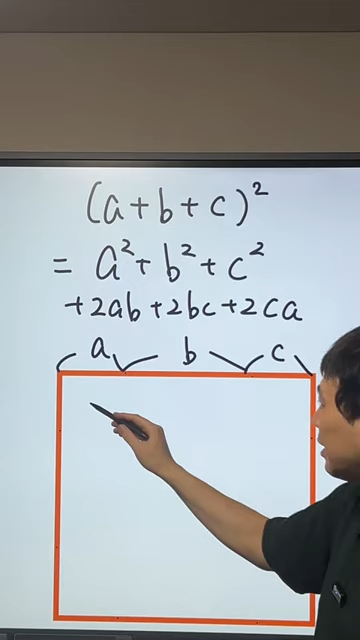 (a+b+c)²
= a²+b²+c²
+2ab+2bc+2ca
a b c